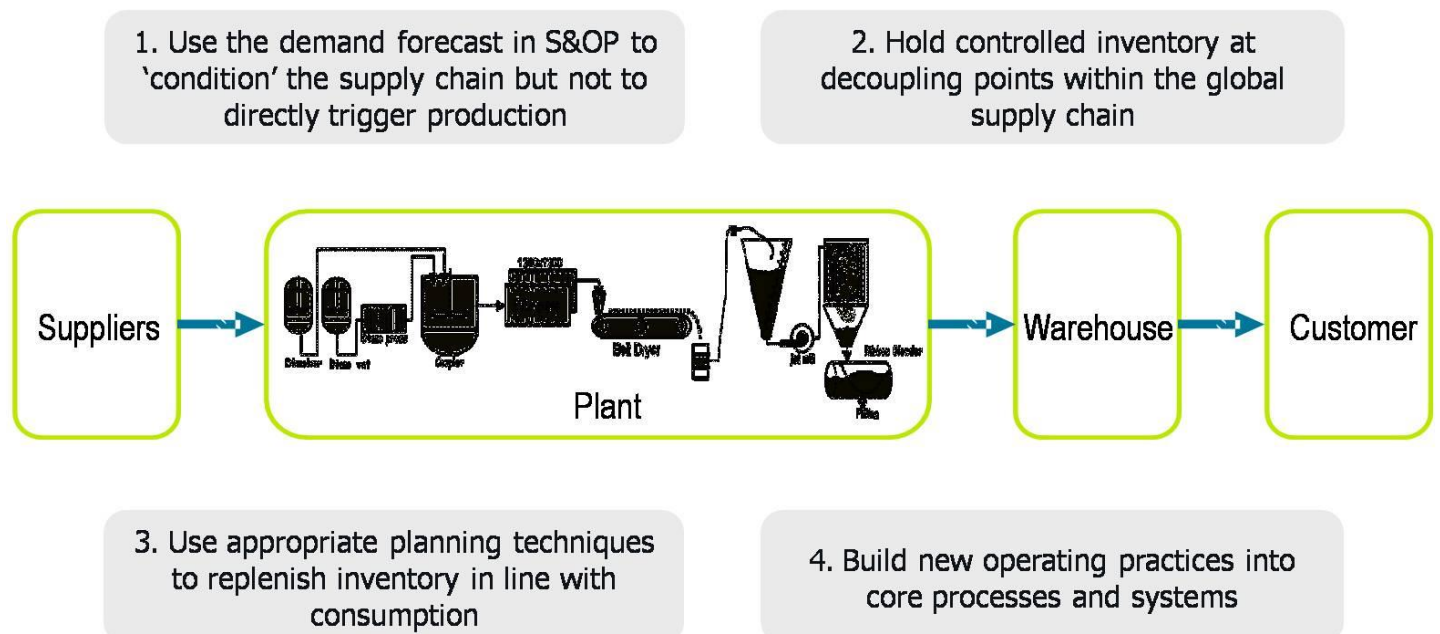 1. Use the demand forecast in S&OP to
‘condition’ the supply chain but not to
directly trigger production
2. Hold controlled inventory at
decoupling points within the global
supply chain
Suppliers
Belt Dryer
Plant
Warehouse
Customer
3. Use appropriate planning techniques
to replenish inventory in line with
consumption
4. Build new operating practices into
core processes and systems